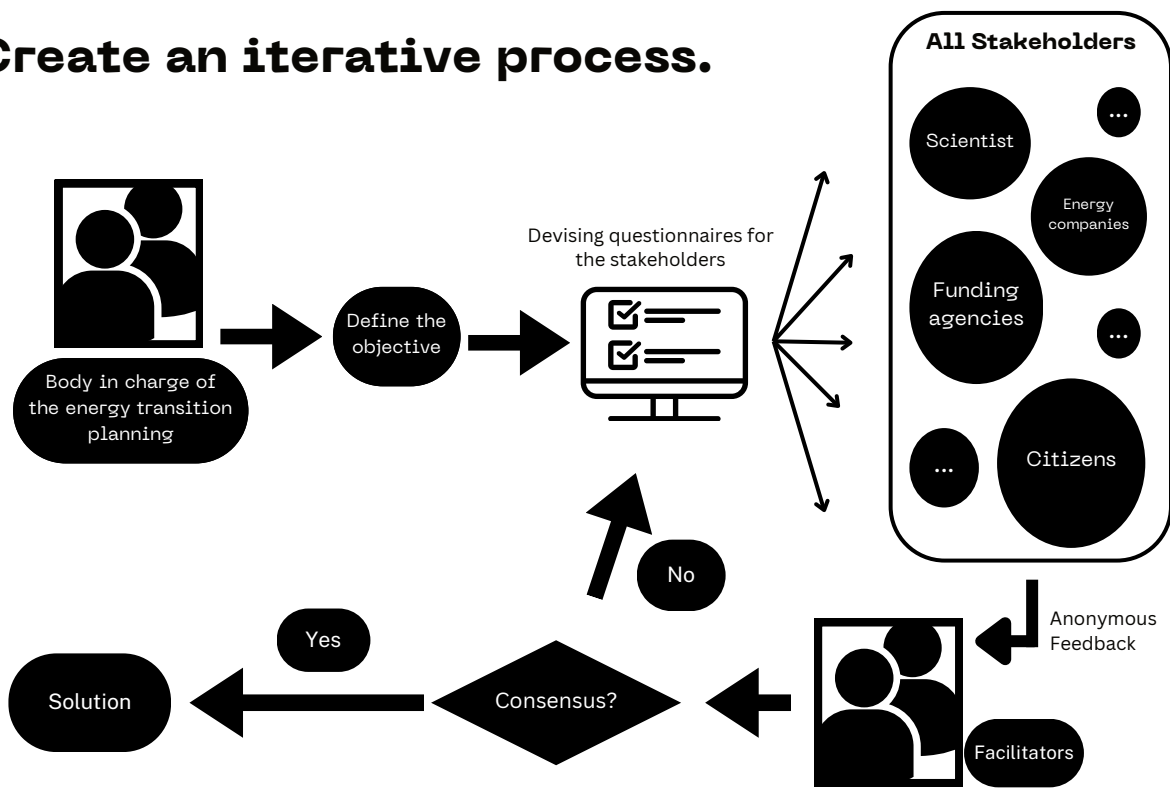 Create an iterative process.
All Stakeholders
Scientist
...
Energy
companies
Funding
agencies
...
...
Citizens
Devising questionnaires for
the stakeholders
Define the
objective
Body in charge of
the energy transition
planning
No
Anonymous
Feedback
Yes
Solution
Consensus?
Facilitators